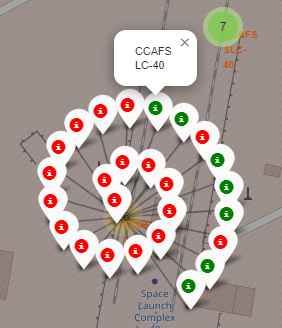 7
CCAFS
SLC-
40
CCAFS
LC-40
×
Space
Launch
Complex